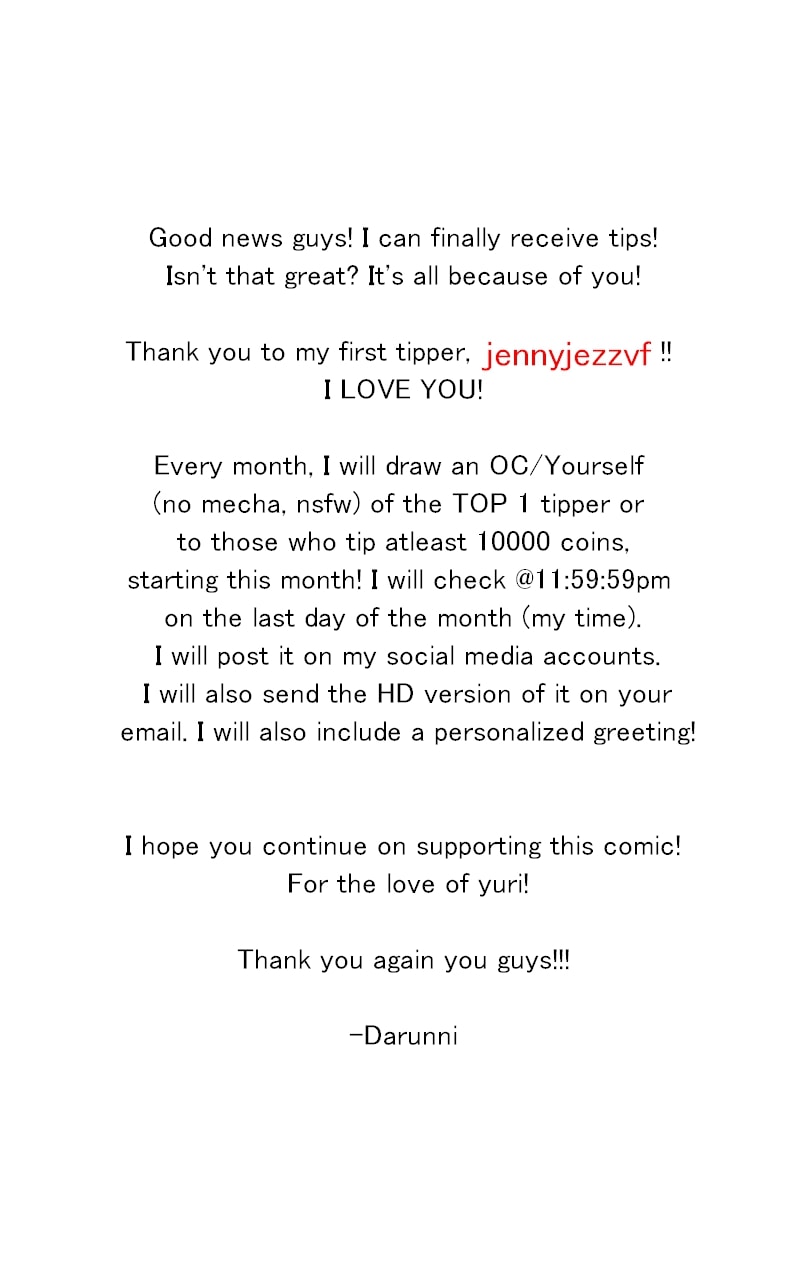 Good news guys! I can finally receive tips!
Isn't that great? It's all because of you!
Thank you to my first tipper, jennyjezzvf !!
I LOVE YOU!
Every month, I will draw an OC/Yourself
(no mecha, nsfw) of the TOP 1 tipper or
to those who tip atleast 10000 coins,
starting this month! I will check @11:59:59pm
on the last day of the month (my time).
I will post it on my social media accounts.
I will also send the HD version of it on your
email. I will also include a personalized greeting!
I hope you continue on supporting this comic!
For the love of yuri!
Thank you again you guys!!!
-Darunni